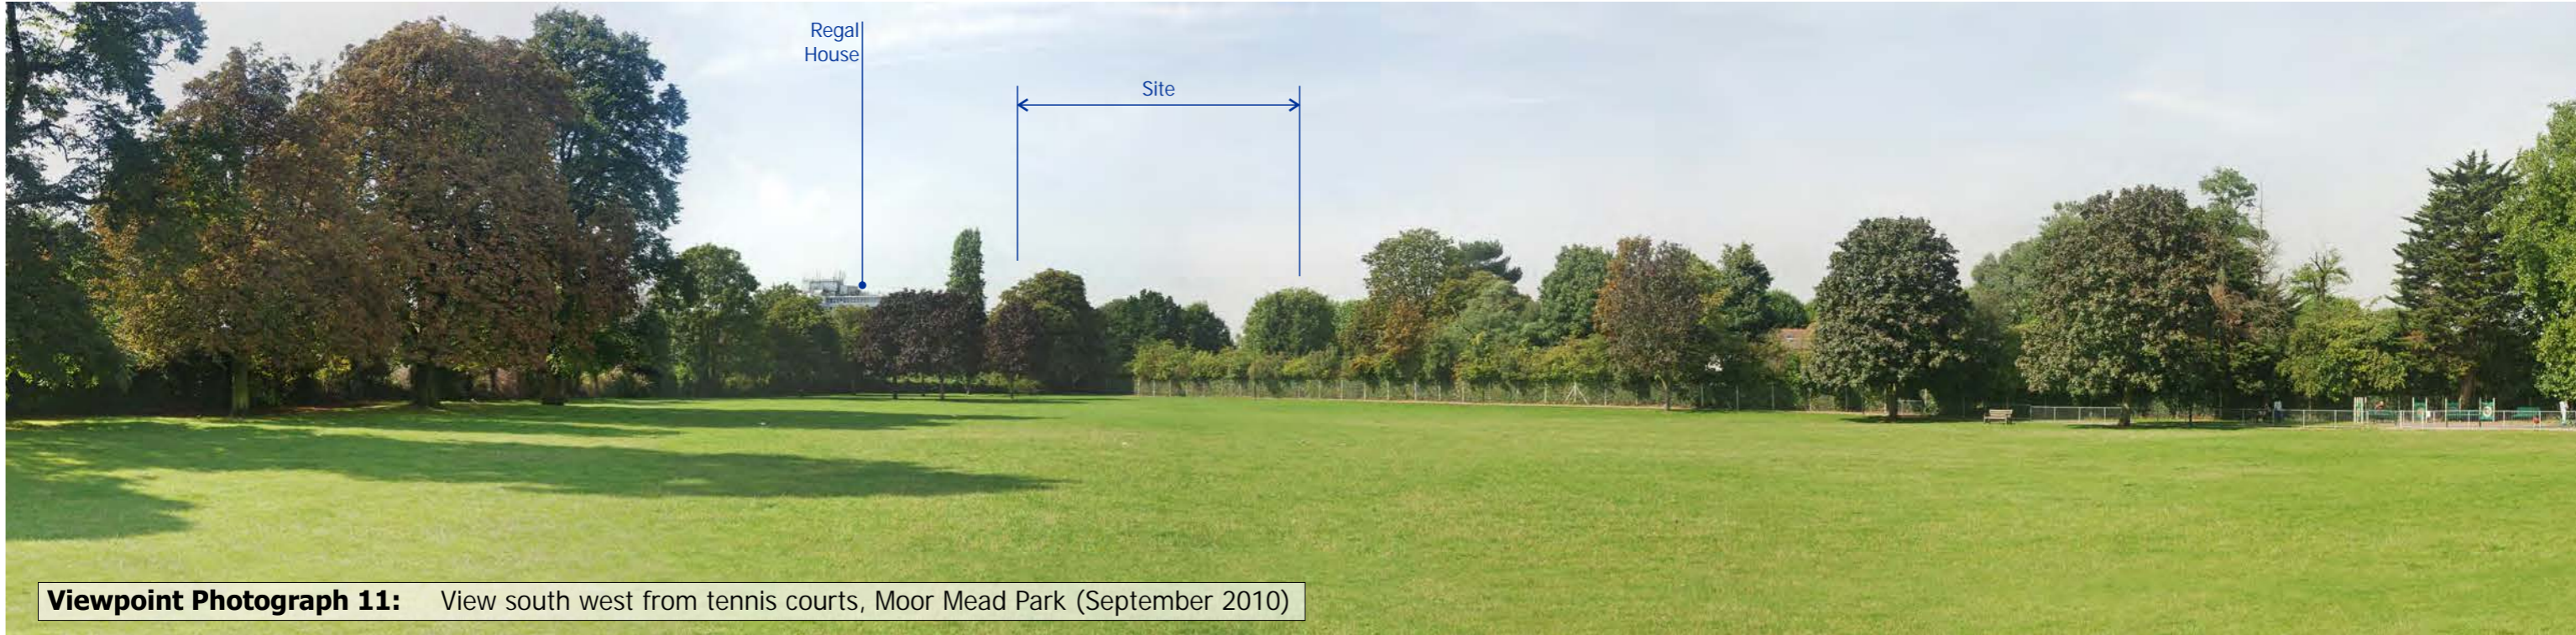 Regal
House
Site
Viewpoint Photograph 11: View south west from tennis courts, Moor Mead Park (September 2010)